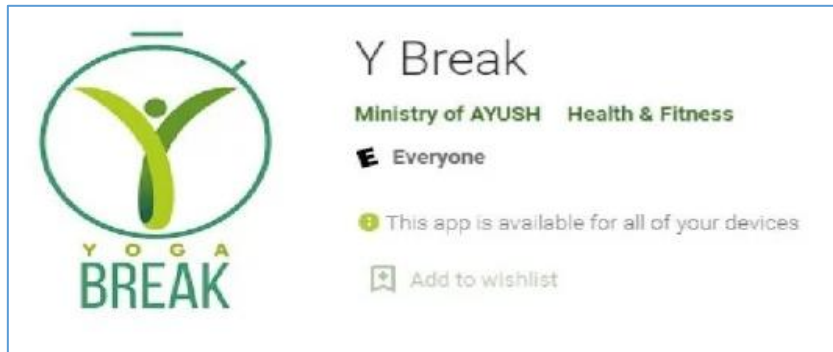 Y Break
Ministry of AYUSH Health & Fitness
E Everyone
This app is available for all of your devices
Add to wishlist
YOGA
BREAK